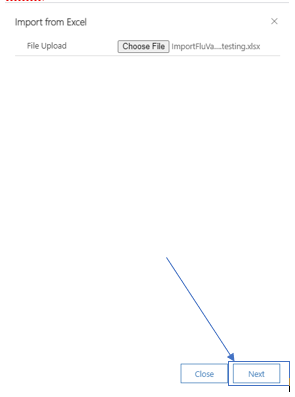 Import from Excel
File Upload Choose File ImportFluVa....testing.xlsx
Close Next